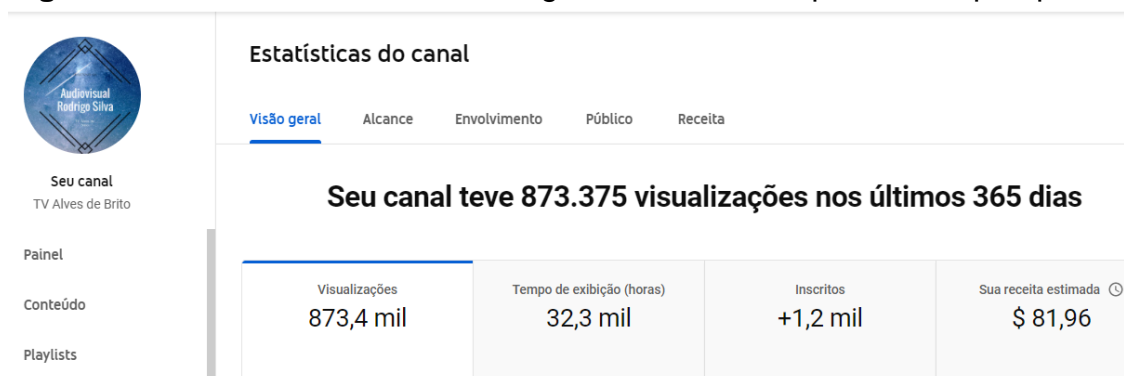 Audiovisual
Rodrigo Silva
Seu canal
TV Alves de Brito
Painel
Conteúdo
Playlists
Estatísticas do canal
Visão geral Alcance Envolvimento Público Receita
Seu canal teve 873.375 visualizações nos últimos 365 dias
Visualizações Tempo de exibição (horas) Inscritos Sua receita estimada
873,4 mil 32,3 mil +1,2 mil $ 81,96